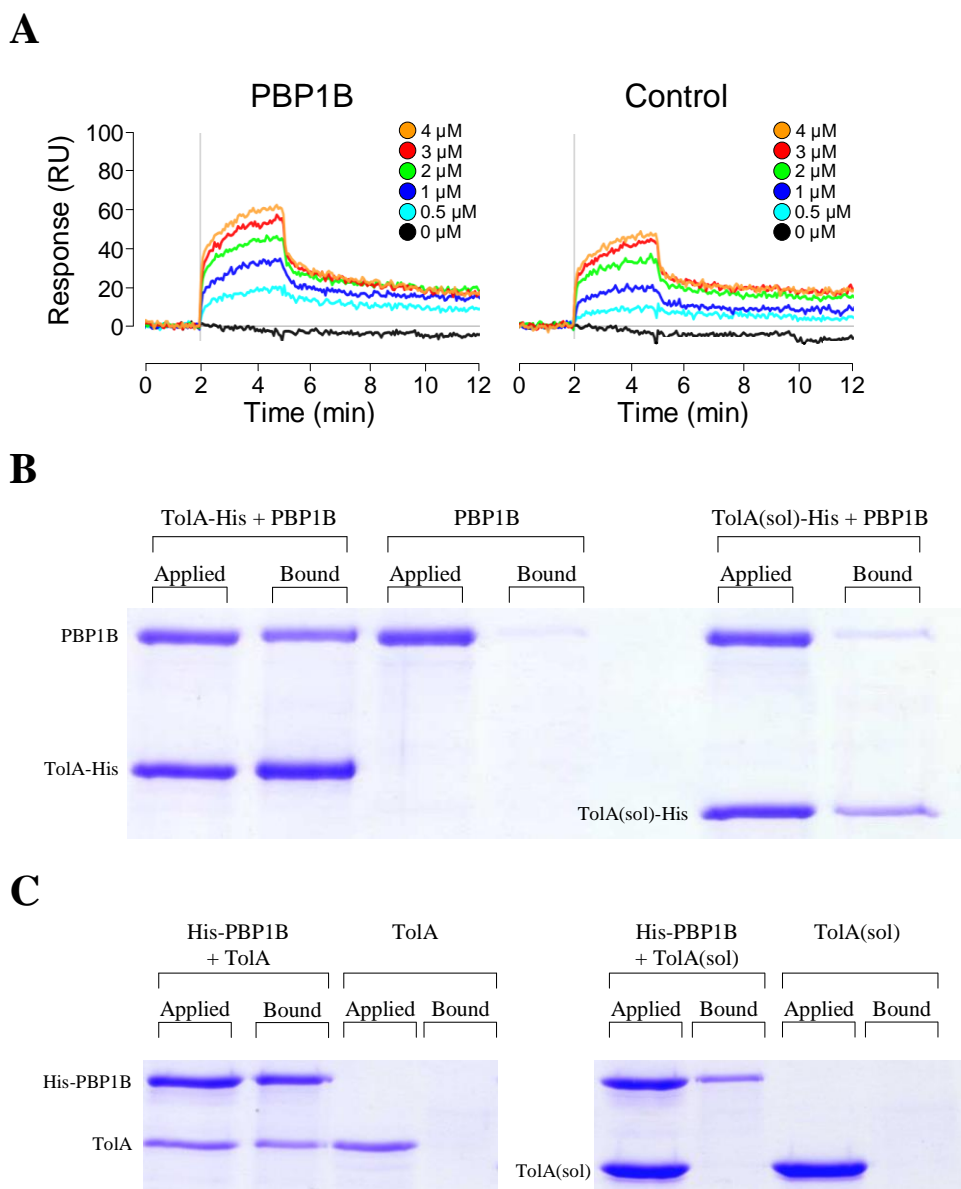 A
PBP1B
Control
Response (RU)
100
80
60
40
20
0
4 µM
3 µM
2 µM
1 µM
0.5 µM
0 µM
4 µM
3 µM
2 µM
1 µM
0.5 µM
0 µM
0 2 4 6 8 10 12
0 2 4 6 8 10 12
Time (min)
Time (min)
B
TolA-His + PBP1B
PBP1B
TolA(sol)-His + PBP1B
Applied Bound Applied Bound Applied Bound
PBP1B
TolA-His
TolA(sol)-His
C
His-PBP1B
+ TolA
TolA
His-PBP1B
+ TolA(sol)
TolA(sol)
Applied Bound Applied Bound Applied Bound Applied Bound
His-PBP1B
TolA
TolA(sol)